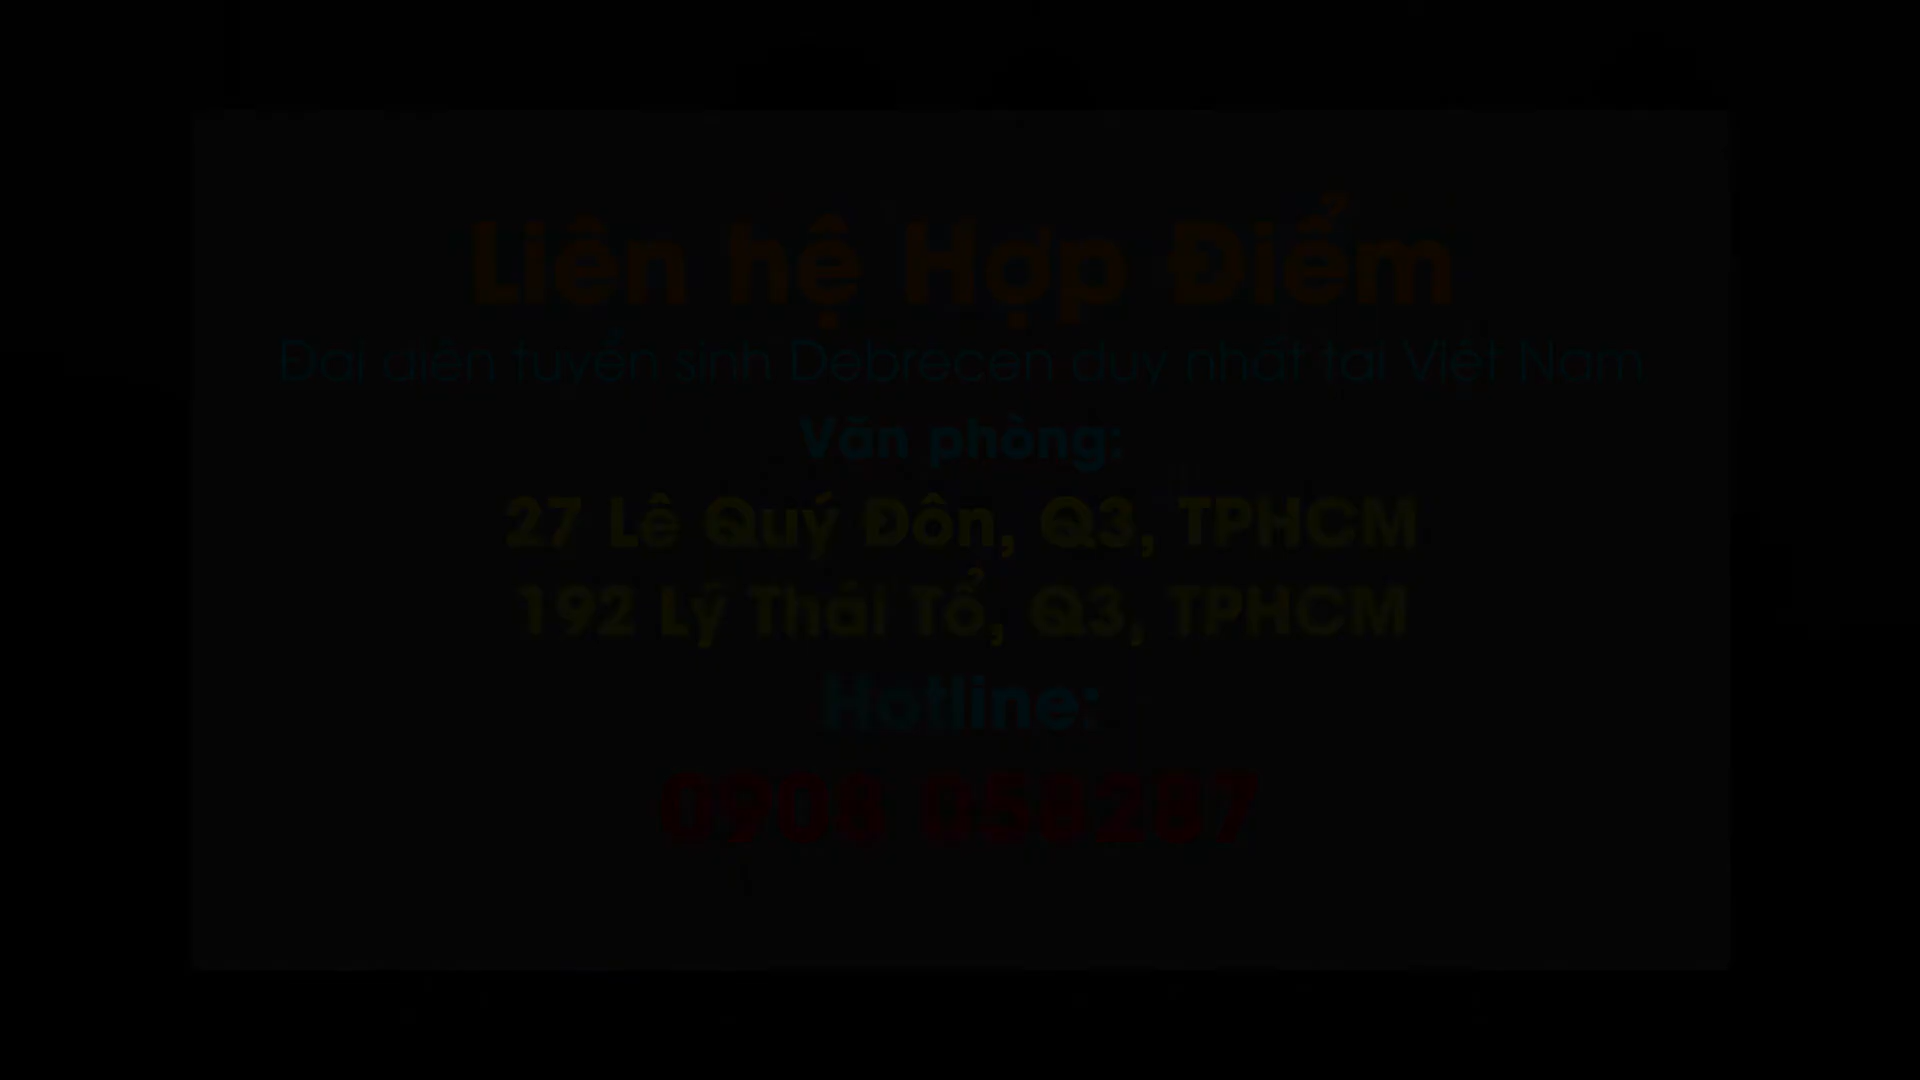 Liên hệ Hợp Điểm
Đại diện tuyển sinh Debrecen duy nhất tại Việt Nam
Văn phòng:
27 Lê Quý Đôn, Q3, TPHCM
192 Lý Thái Tổ, Q3, TPHCM
Hotline:
0908 058287